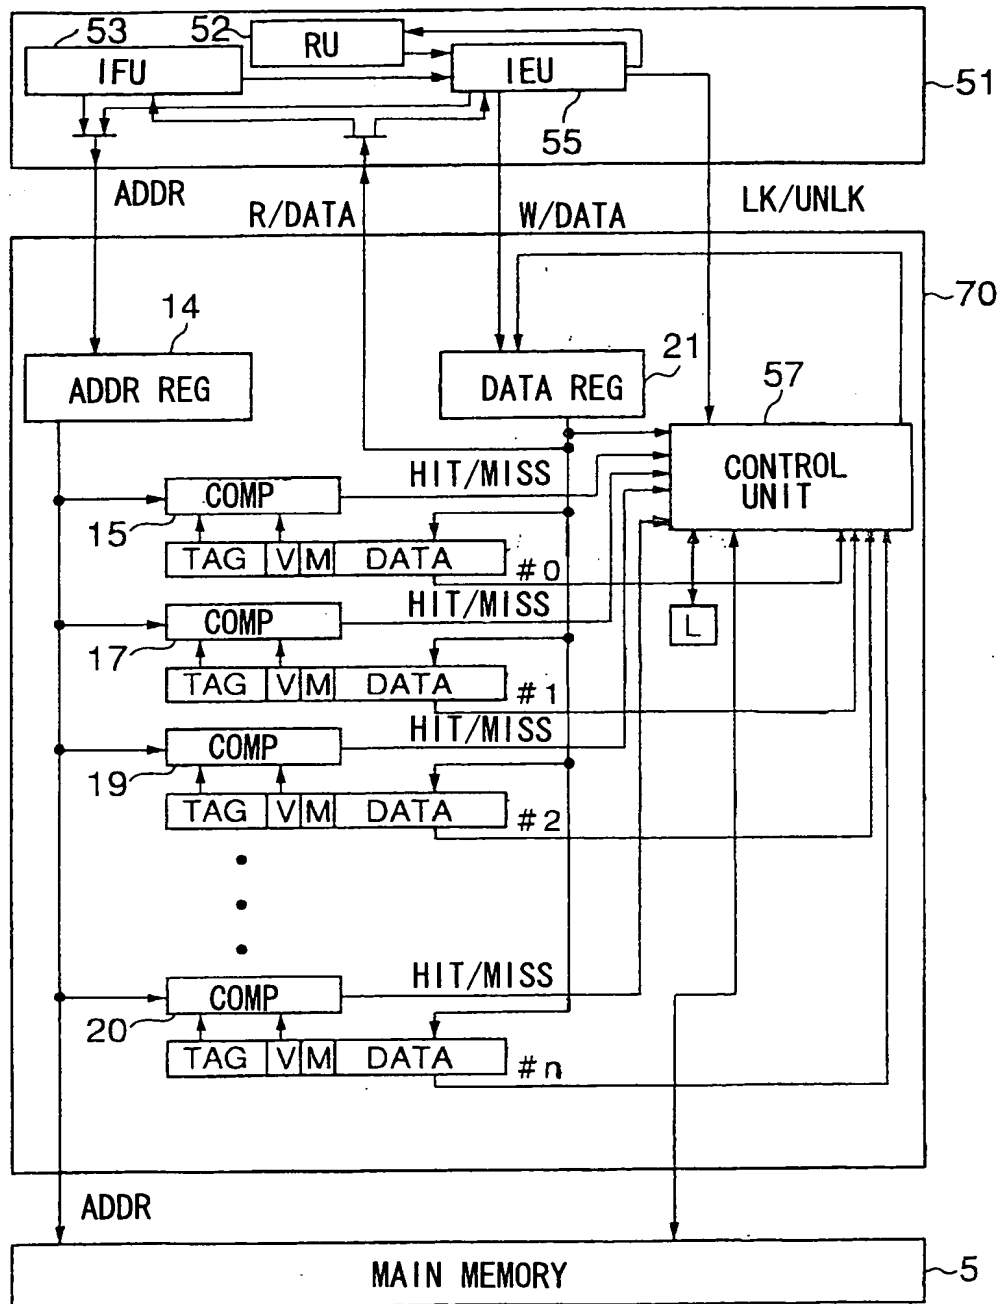 53
52
RU
IFU
IEU
51
55
ADDR
R/DATA
W/DATA
LK/UNLK
70
14
ADDR REG
21
DATA REG
57
CONTROL
UNIT
HIT/MISS
COMP
15
TAG V M DATA
#0
HIT/MISS
L
COMP
17
TAG V M DATA
#1
HIT/MISS
COMP
19
TAG V M DATA
#2
HIT/MISS
COMP
20
TAG V M DATA
#n
ADDR
MAIN MEMORY
5